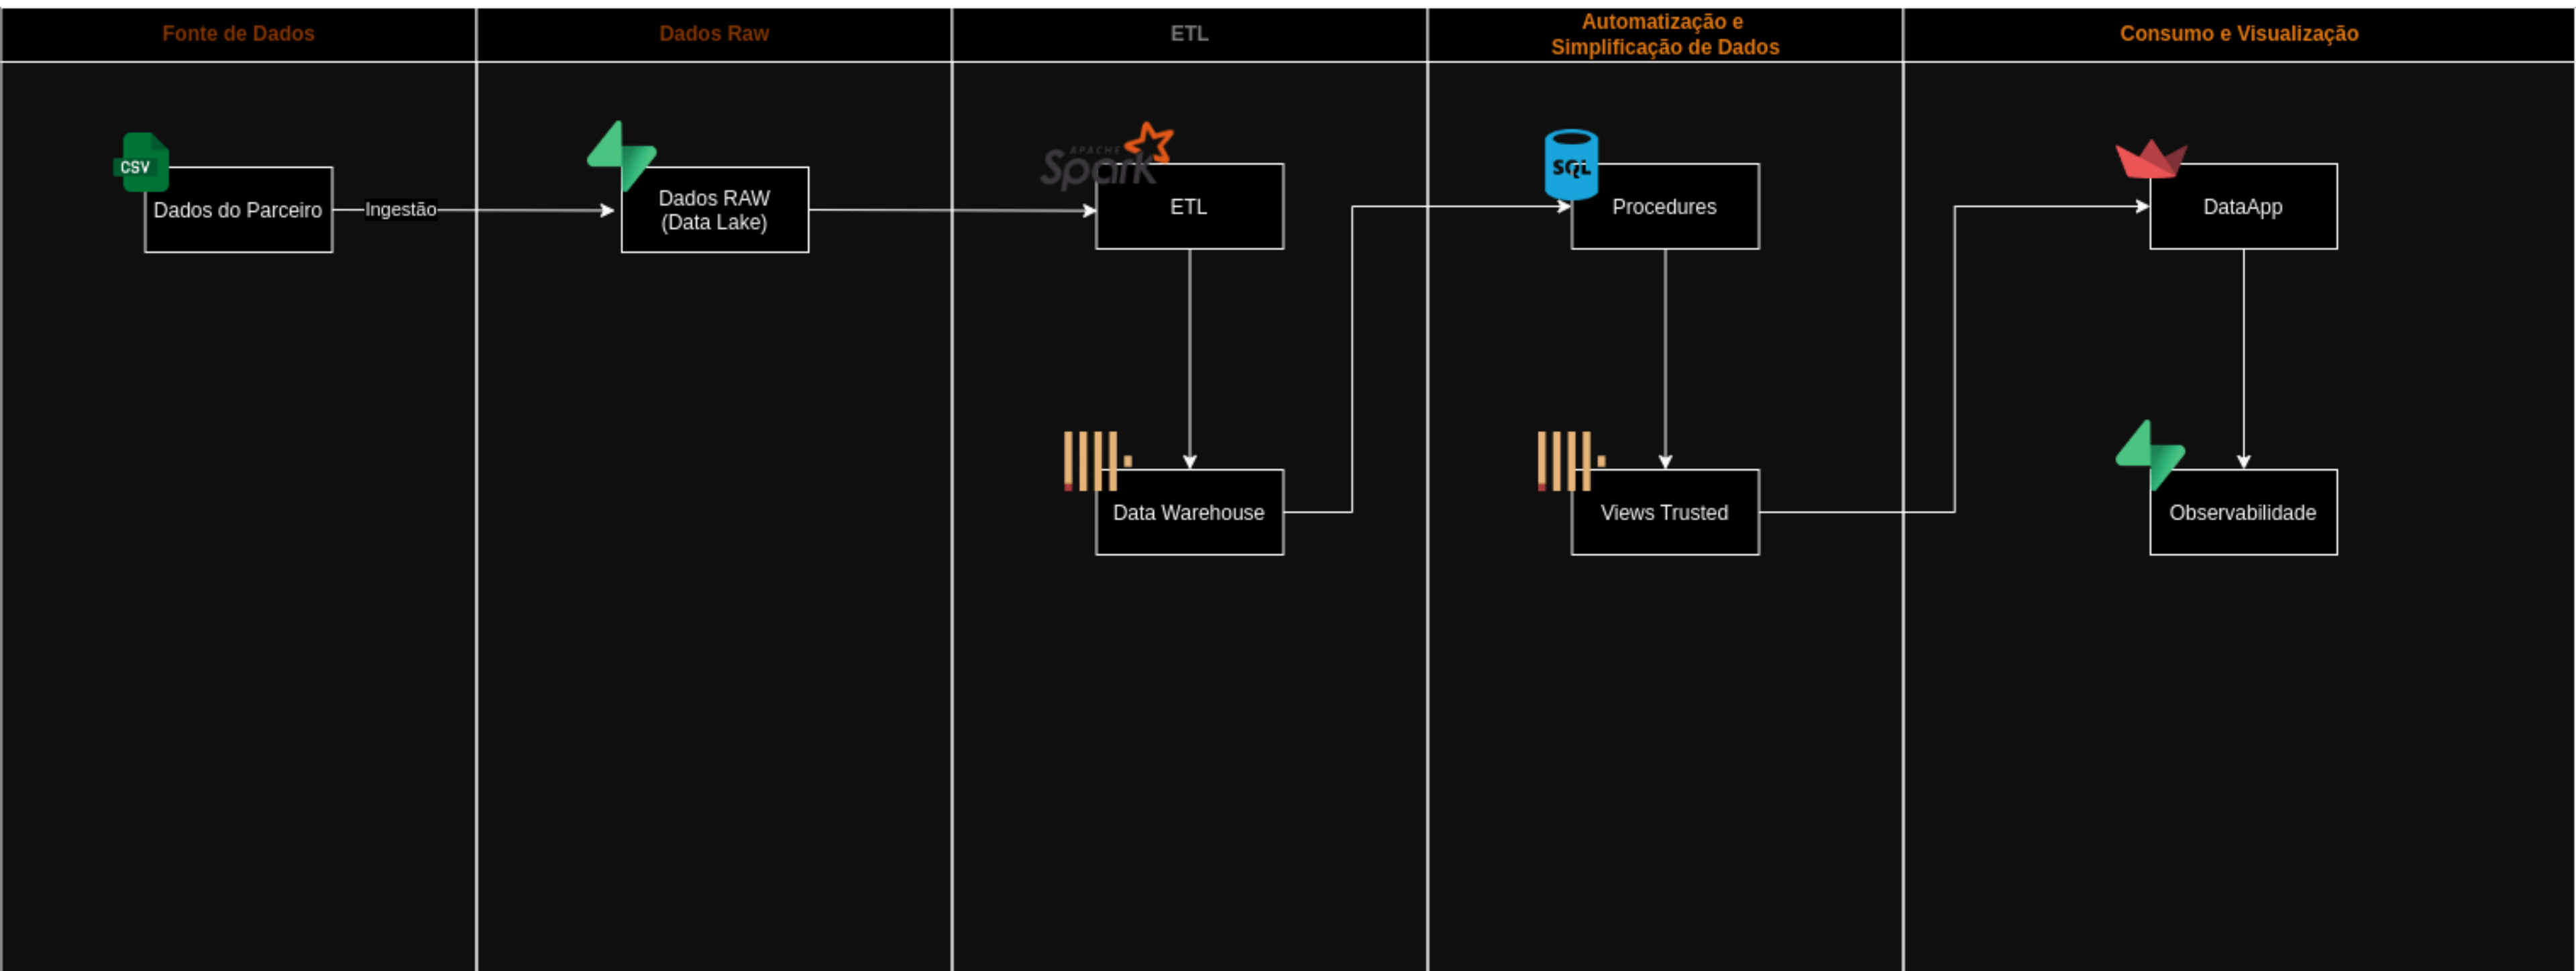 Fonte de Dados
Dados Raw
ETL
Automatização e
Simplificação de Dados
Consumo e Visualização
CSV
Dados do Parceiro
Ingestão
Dados RAW
(Data Lake)
APACHE
Spark
ETL
SQL
Procedures
DataApp
Data Warehouse
Views Trusted
Observabilidade